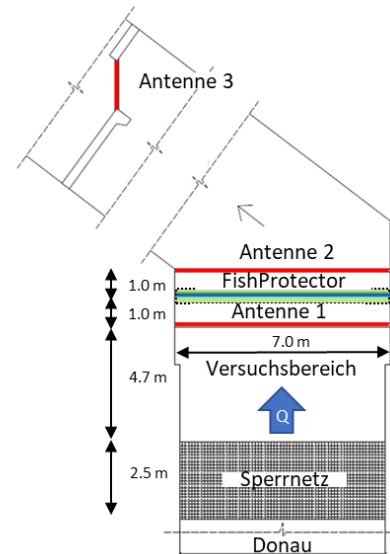 Antenne 3
Antenne 2
1.0 m
FishProtector
1.0 m
Antenne 1
7.0 m
4.7 m
Versuchsbereich
Q
2.5 m
Sperrnetz
Donau